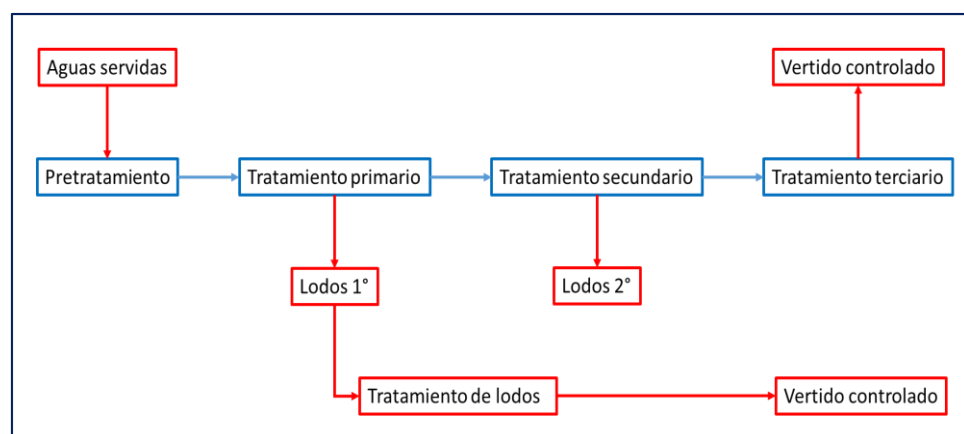 Aguas servidas
Vertido controlado
Pretratamiento
Tratamiento primario
Tratamiento secundario
Tratamiento terciario
Lodos 1°
Lodos 2°
Tratamiento de lodos
Vertido controlado